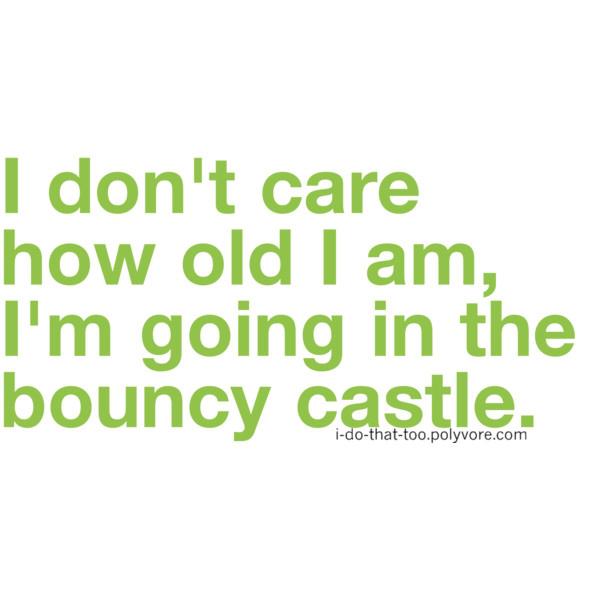 I don't care
how old I am,
I'm going in the
bouncy castle.
i-do-that-too.polyvore.com